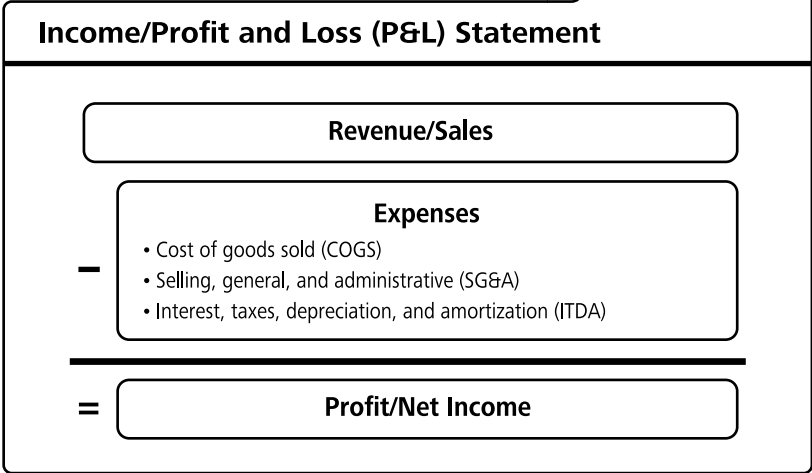 Income/Profit and Loss (P&L) Statement
Revenue/Sales
Expenses
• Cost of goods sold (COGS)
– • Selling, general, and administrative (SG&A)
• Interest, taxes, depreciation, and amortization (ITDA)
= Profit/Net Income